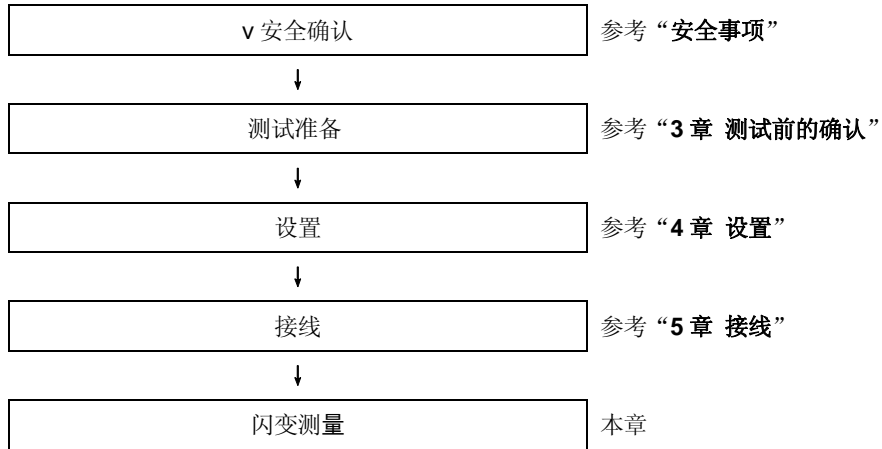 v 安全确认 参考“安全事项”
测试准备 参考“3 章 测试前的确认”
设置 参考“4 章 设置”
接线 参考“5 章 接线”
闪变测量 本章